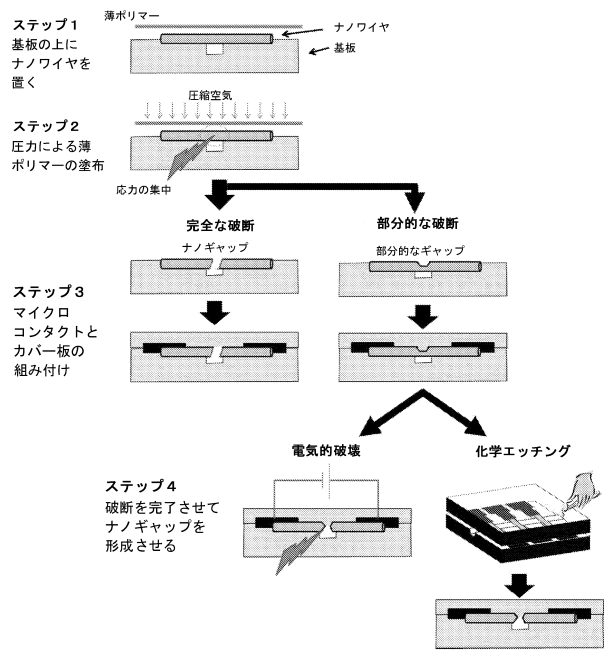 薄ポリマー
ステップ１
基板の上に
ナノワイヤを
置く
ナノワイヤ
基板
圧縮空気
ステップ２
圧力による薄
ポリマーの塗布
応力の集中
完全な破断
部分的な破断
ナノギャップ
部分的なギャップ
ステップ３
マイクロ
コンタクトと
カバー板の
組み付け
電気的破壊
化学エッチング
ステップ４
破断を完了させて
ナノギャップを
形成させる